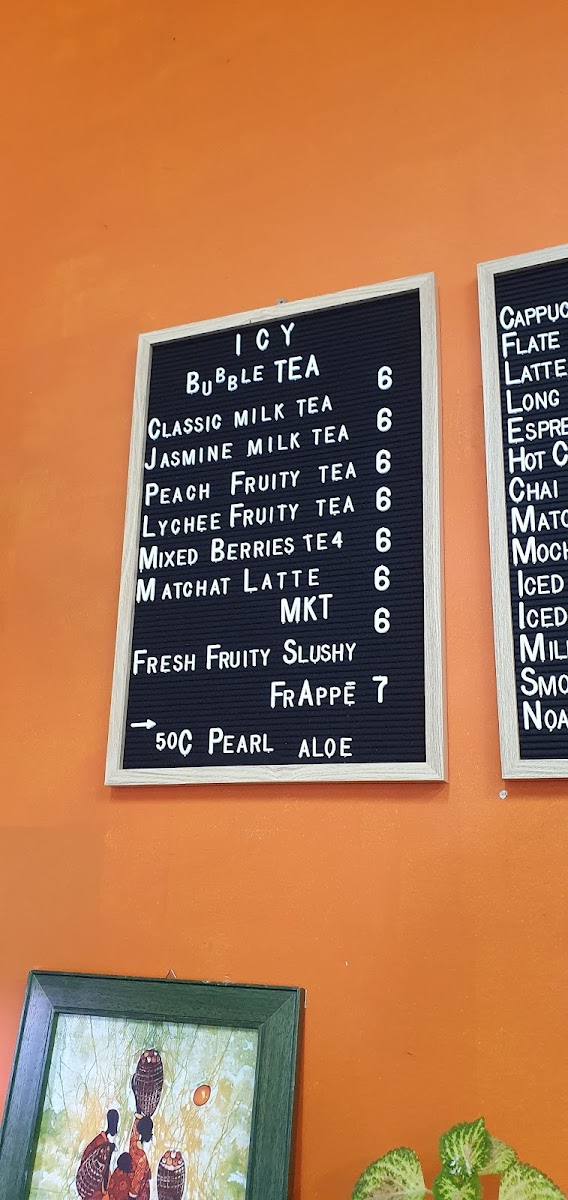 ICY
BUBBLE TEA
CLASSIC MILK TEA 6
JASMINE MILK TEA 6
PEACH FRUITY TEA 6
LYCHEE FRUITY TEA 6
MIXED BERRIES TE4 6
MATCHAT LATTE 6
MKT 6
FRESH FRUITY SLUSHY
FRAPPĒ 7
→ 50C PEARL ALOE
CAPPUC
FLATE
LATTE
LONG
ESPRE
HOT C
CHAI
MATC
MOCH
ICED
ICED
MIL
SMO
NOA